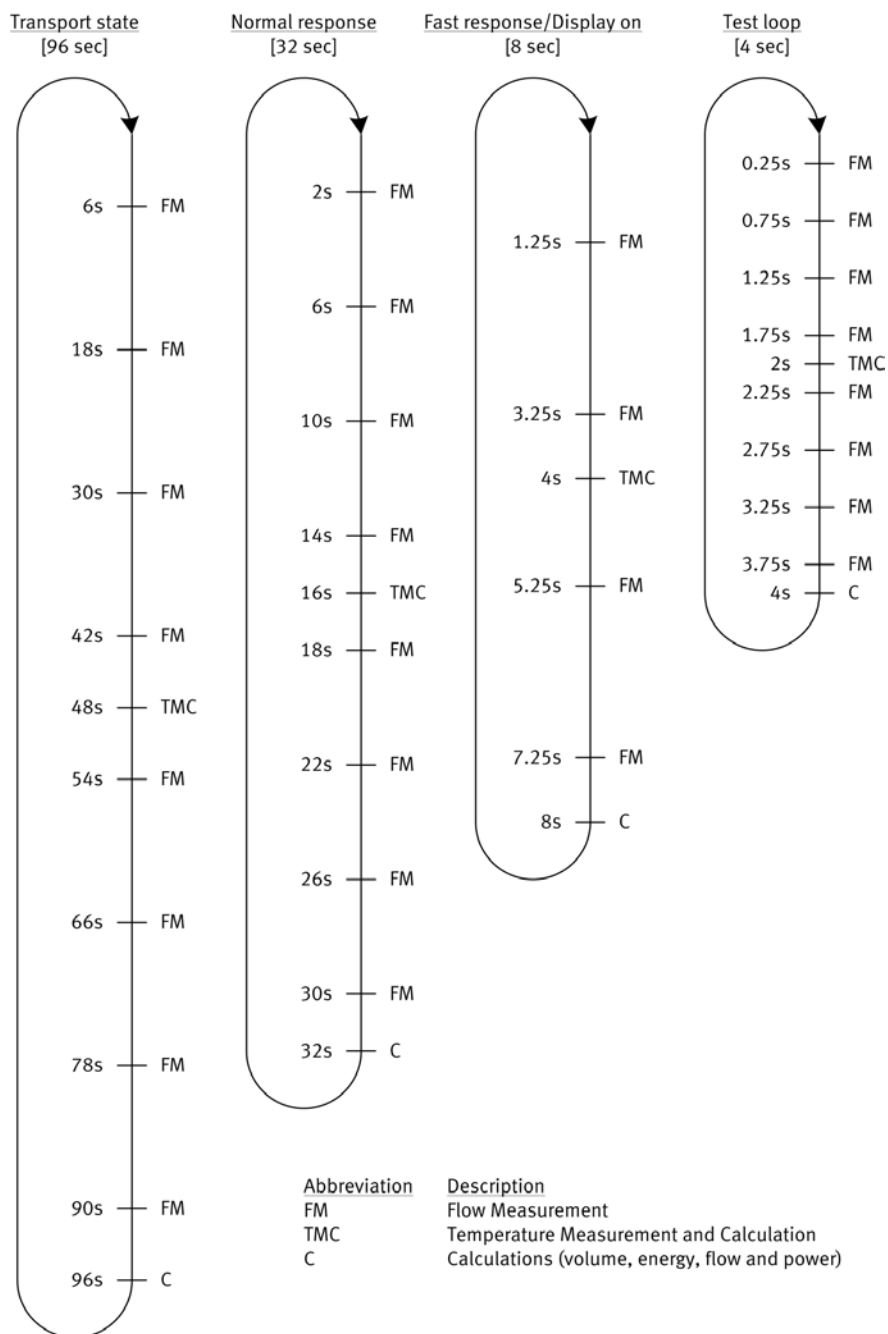 Transport state
[96 sec]
6s FM
18s FM
30s FM
42s FM
48s TMC
54s FM
66s FM
78s FM
90s FM
96s C
Normal response
[32 sec]
2s FM
6s FM
10s FM
14s FM
16s TMC
18s FM
22s FM
26s FM
30s FM
32s C
Fast response/Display on
[8 sec]
1.25s FM
3.25s FM
4s TMC
5.25s FM
7.25s FM
8s C
Test loop
[4 sec]
0.25s FM
0.75s FM
1.25s FM
1.75s FM
2s TMC
2.25s FM
2.75s FM
3.25s FM
3.75s FM
4s C
Abbreviation Description
FM Flow Measurement
TMC Temperature Measurement and Calculation
C Calculations (volume, energy, flow and power)